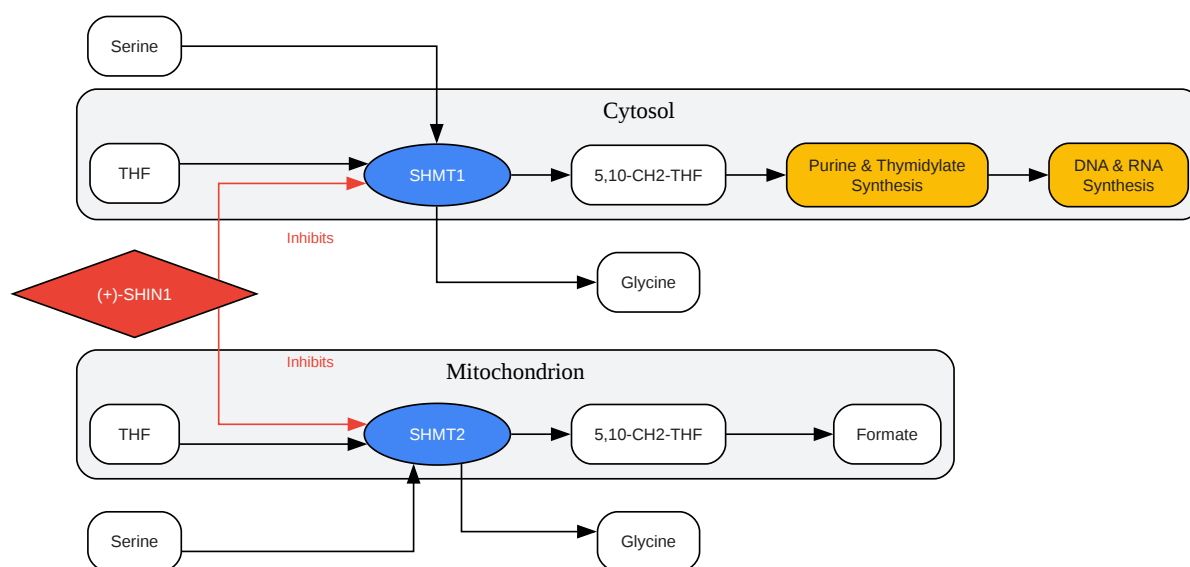 Serine
Cytosol
THF
SHMT1
5,10-CH2-THF
Purine & Thymidylate
Synthesis
DNA & RNA
Synthesis
Inhibits
(+)-SHIN1
Glycine
Inhibits
Mitochondrion
THF
SHMT2
5,10-CH2-THF
Formate
Serine
Glycine